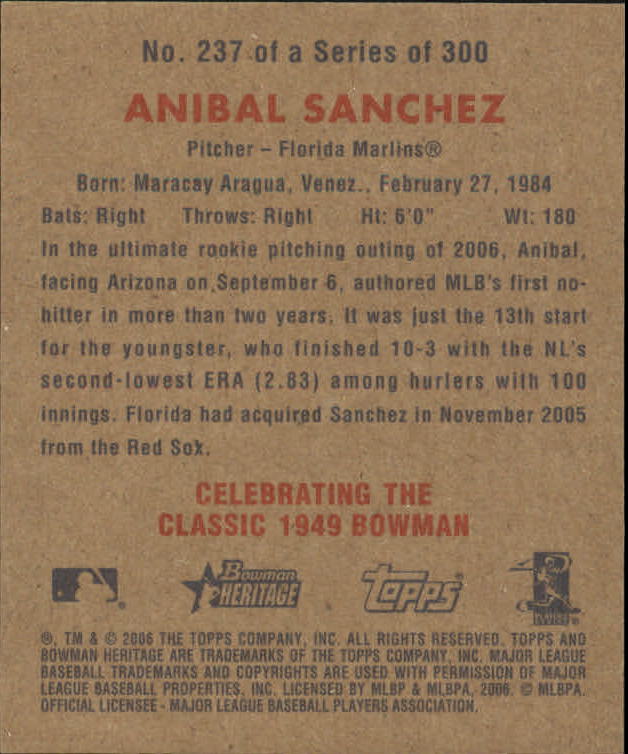 No. 237 of a Series of 300
ANIBAL SANCHEZ
Pitcher – Florida Marlins®
Born: Maracay Aragua, Venez., February 27, 1984
Bats: Right Throws: Right Ht: 6'0" Wt: 180
In the ultimate rookie pitching outing of 2006, Anibal,
facing Arizona on September 6, authored MLB's first no-
hitter in more than two years. It was just the 13th start
for the youngster, who finished 10-3 with the NL's
second-lowest ERA (2.83) among hurlers with 100
innings. Florida had acquired Sanchez in November 2005
from the Red Sox.
CELEBRATING THE
CLASSIC 1949 BOWMAN
Bowman
HERITAGE
topps®
®, TM & © 2006 THE TOPPS COMPANY, INC. ALL RIGHTS RESERVED. TOPPS AND
BOWMAN HERITAGE ARE TRADEMARKS OF THE TOPPS COMPANY, INC. MAJOR LEAGUE
BASEBALL TRADEMARKS AND COPYRIGHTS ARE USED WITH PERMISSION OF MAJOR
LEAGUE BASEBALL PROPERTIES, INC. LICENSED BY MLBP & MLBPA, 2006. © MLBPA.
OFFICIAL LICENSEE - MAJOR LEAGUE BASEBALL PLAYERS ASSOCIATION.